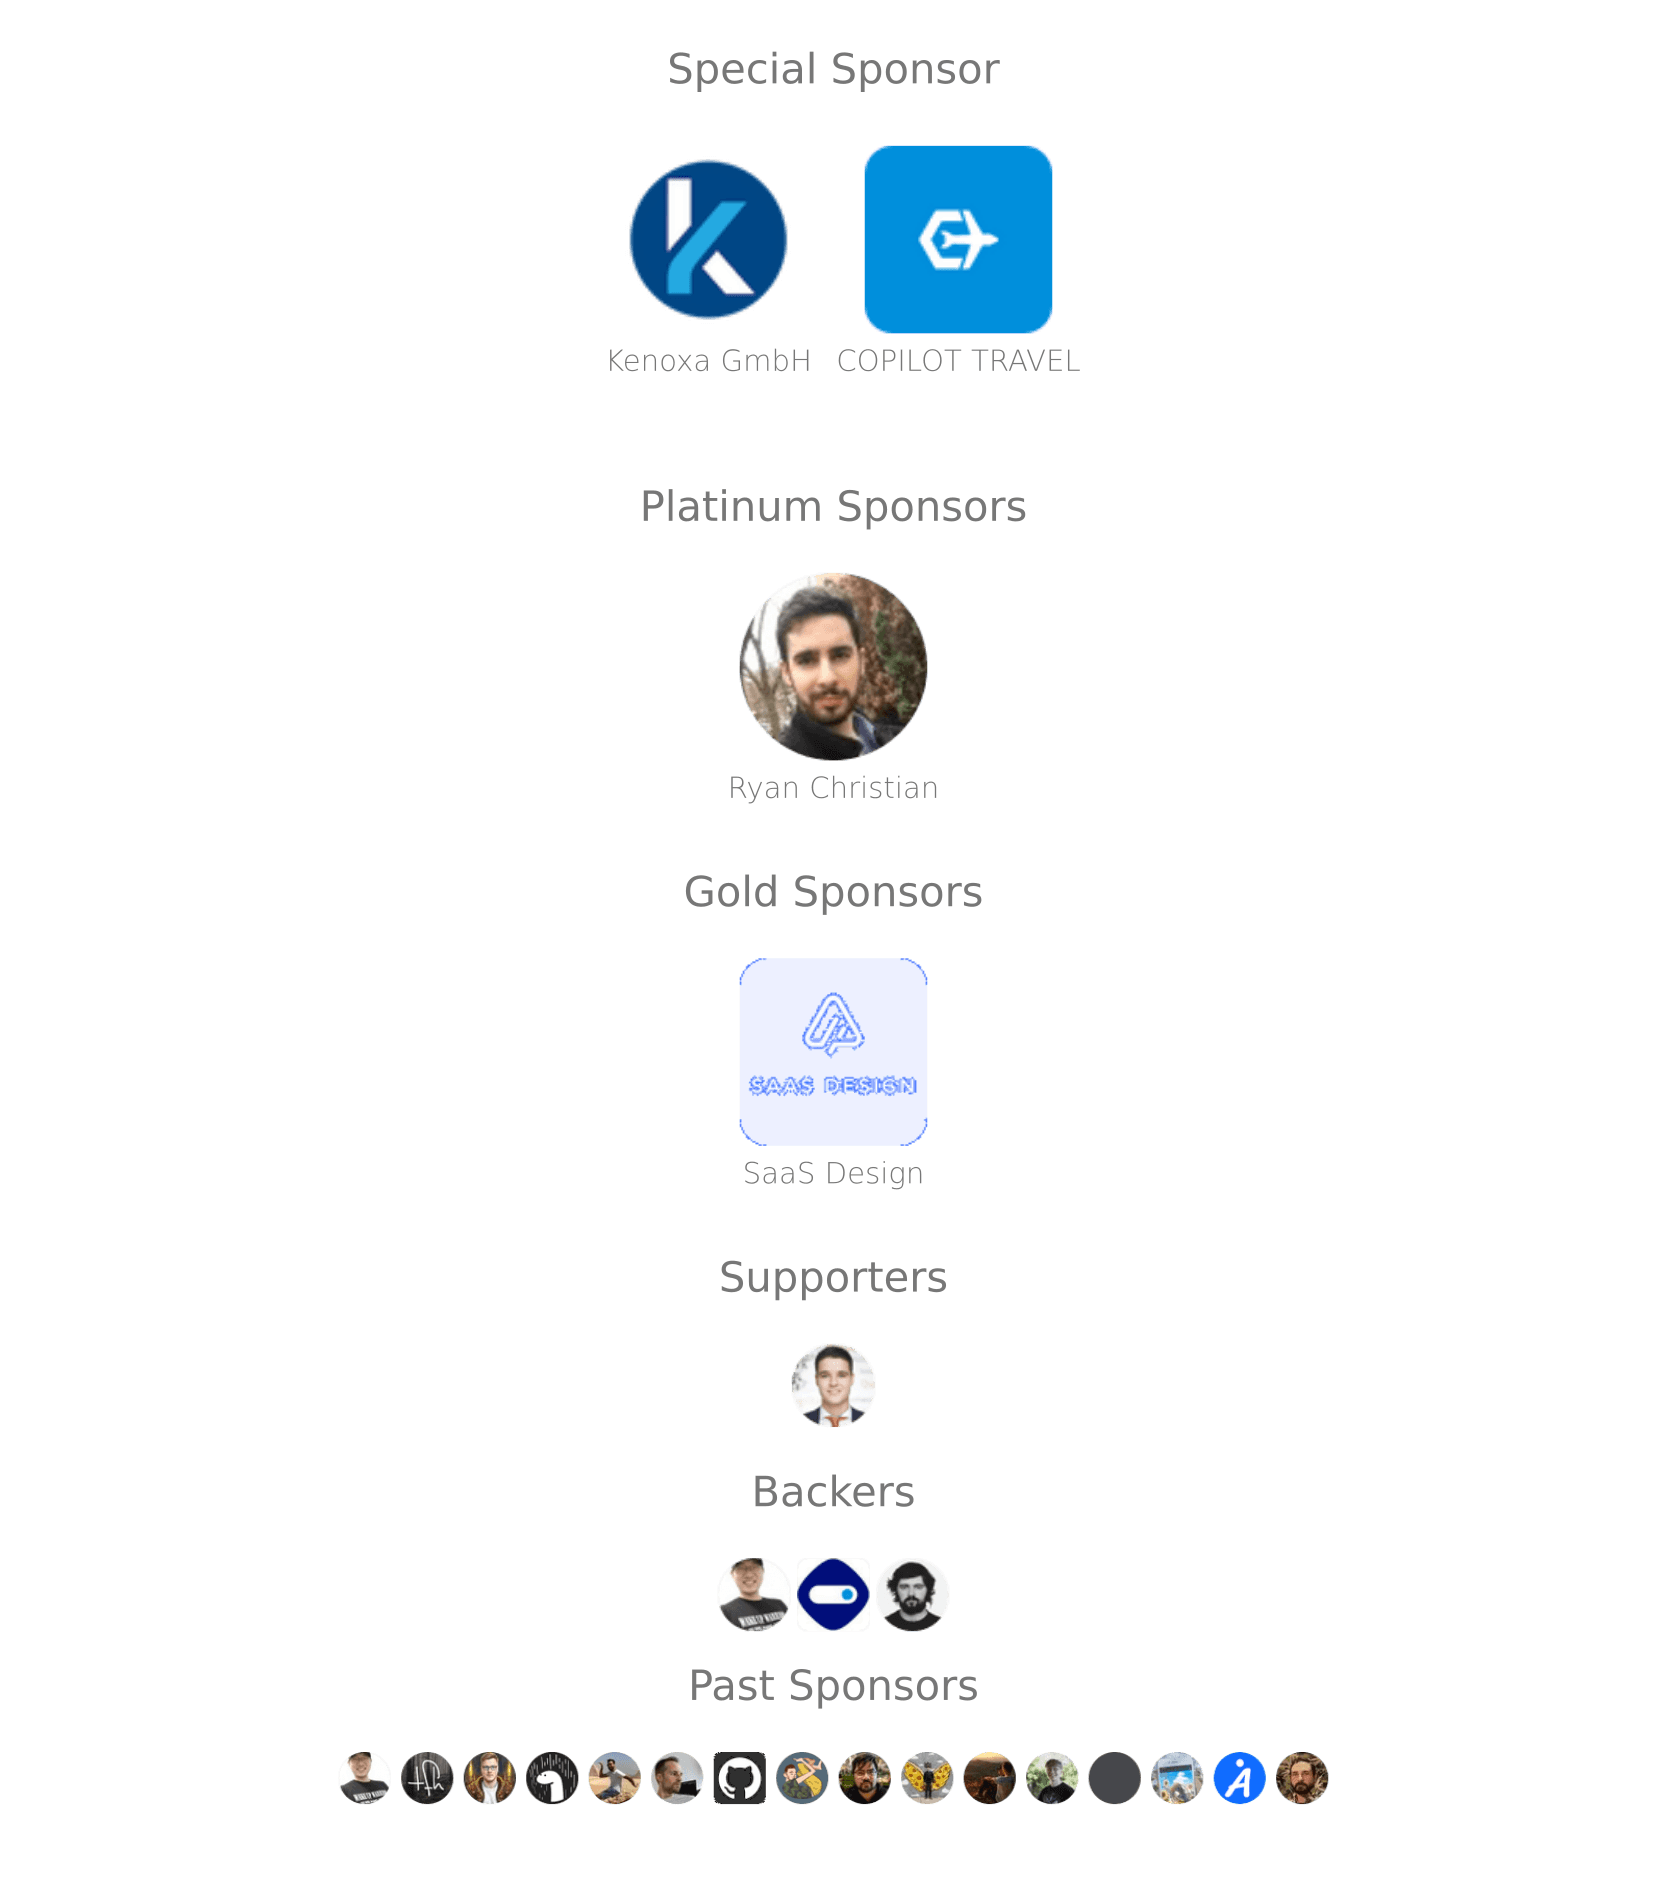 Special Sponsor
Kenoxa GmbH COPILOT TRAVEL
Platinum Sponsors
Ryan Christian
Gold Sponsors
SAAS DESIGN
SaaS Design
Supporters
Backers
Past Sponsors
tfh